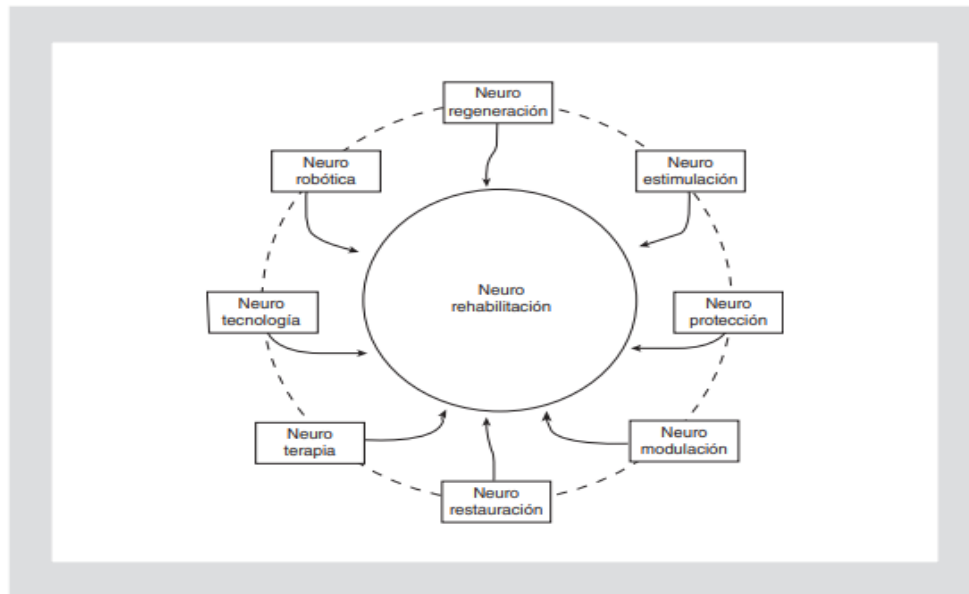 Neuro
regeneración
Neuro
robótica
Neuro
estimulación
Neuro
rehabilitación
Neuro
tecnología
Neuro
protección
Neuro
terapia
Neuro
modulación
Neuro
restauración